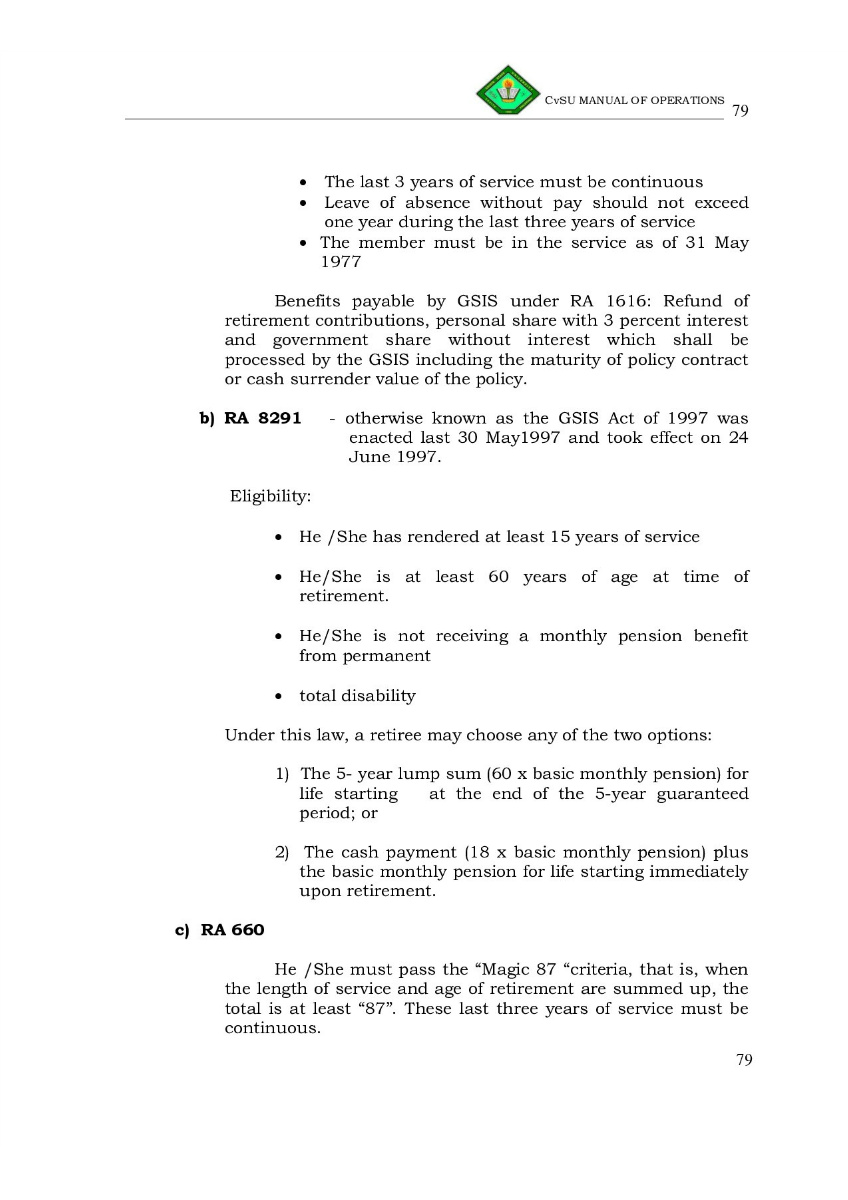 CvSU MANUAL OF OPERATIONS
79
• The last 3 years of service must be continuous
• Leave of absence without pay should not exceed
one year during the last three years of service
• The member must be in the service as of 31 May
1977
Benefits payable by GSIS under RA 1616: Refund of
retirement contributions, personal share with 3 percent interest
and government share without interest which shall be
processed by the GSIS including the maturity of policy contract
or cash surrender value of the policy.
b) RA 8291 - otherwise known as the GSIS Act of 1997 was
enacted last 30 May1997 and took effect on 24
June 1997.
Eligibility:
• He /She has rendered at least 15 years of service
• He/She is at least 60 years of age at time of
retirement.
• He/She is not receiving a monthly pension benefit
from permanent
• total disability
Under this law, a retiree may choose any of the two options:
1) The 5- year lump sum (60 x basic monthly pension) for
life starting at the end of the 5-year guaranteed
period; or
2) The cash payment (18 x basic monthly pension) plus
the basic monthly pension for life starting immediately
upon retirement.
c) RA 660
He /She must pass the “Magic 87 “criteria, that is, when
the length of service and age of retirement are summed up, the
total is at least “87”. These last three years of service must be
continuous.
79